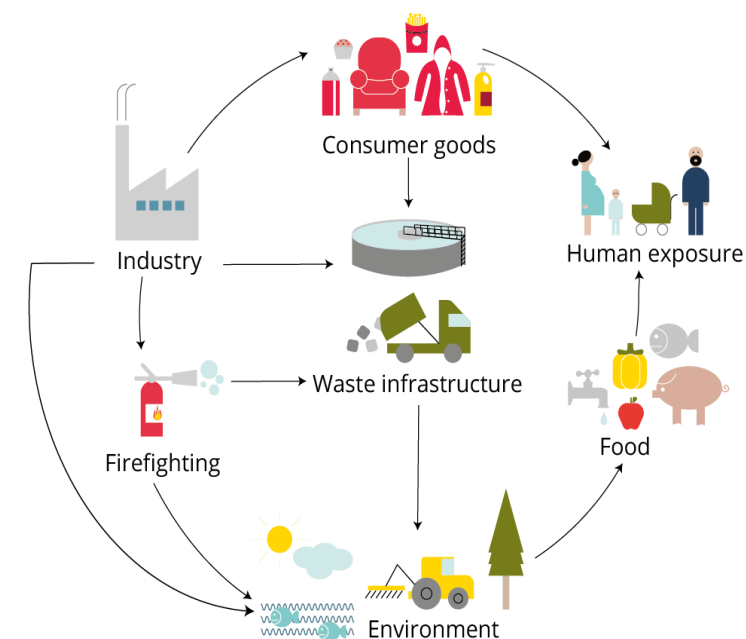 Consumer goods
Human exposure
Industry
Waste infrastructure
Food
Firefighting
Environment